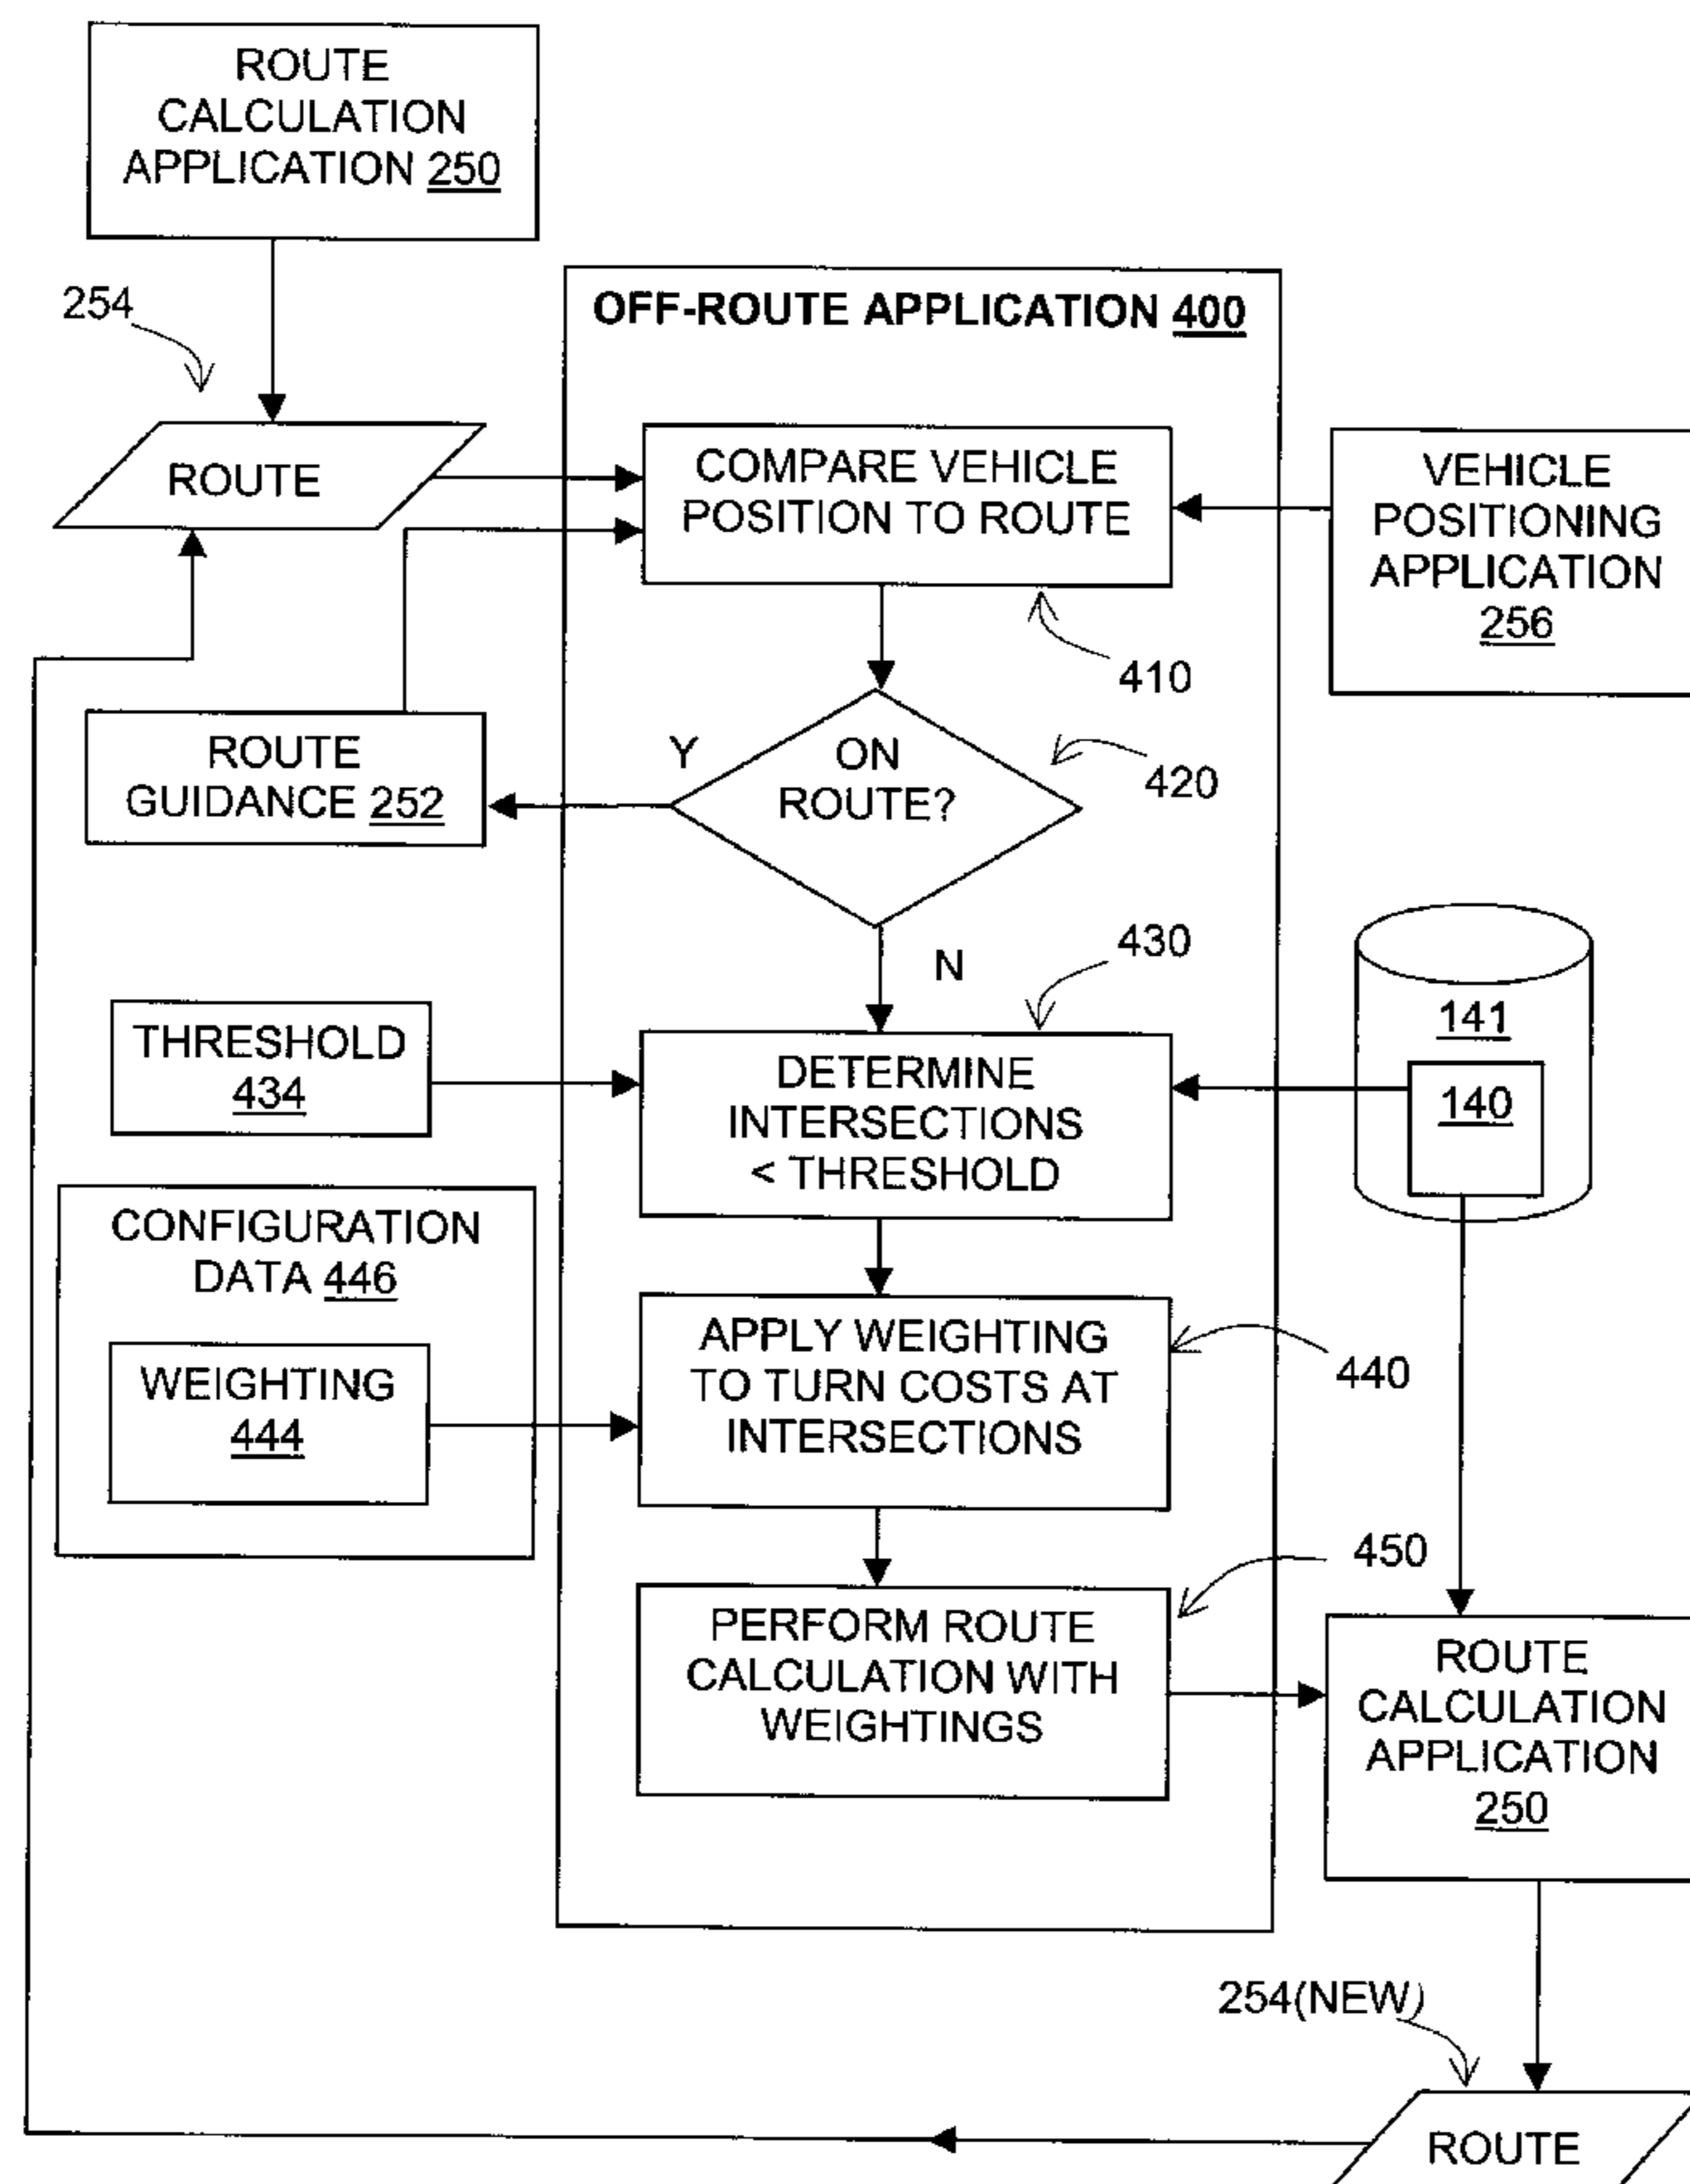 ROUTE
CALCULATION
APPLICATION 250
254
OFF-ROUTE APPLICATION 400
ROUTE
COMPARE VEHICLE
POSITION TO ROUTE
VEHICLE
POSITIONING
APPLICATION
256
410
ROUTE
GUIDANCE 252
Y
ON
ROUTE?
420
N
430
THRESHOLD
434
DETERMINE
INTERSECTIONS
< THRESHOLD
141
140
CONFIGURATION
DATA 446
WEIGHTING
444
APPLY WEIGHTING
TO TURN COSTS AT
INTERSECTIONS
440
450
PERFORM ROUTE
CALCULATION WITH
WEIGHTINGS
ROUTE
CALCULATION
APPLICATION
250
254(NEW)
ROUTE